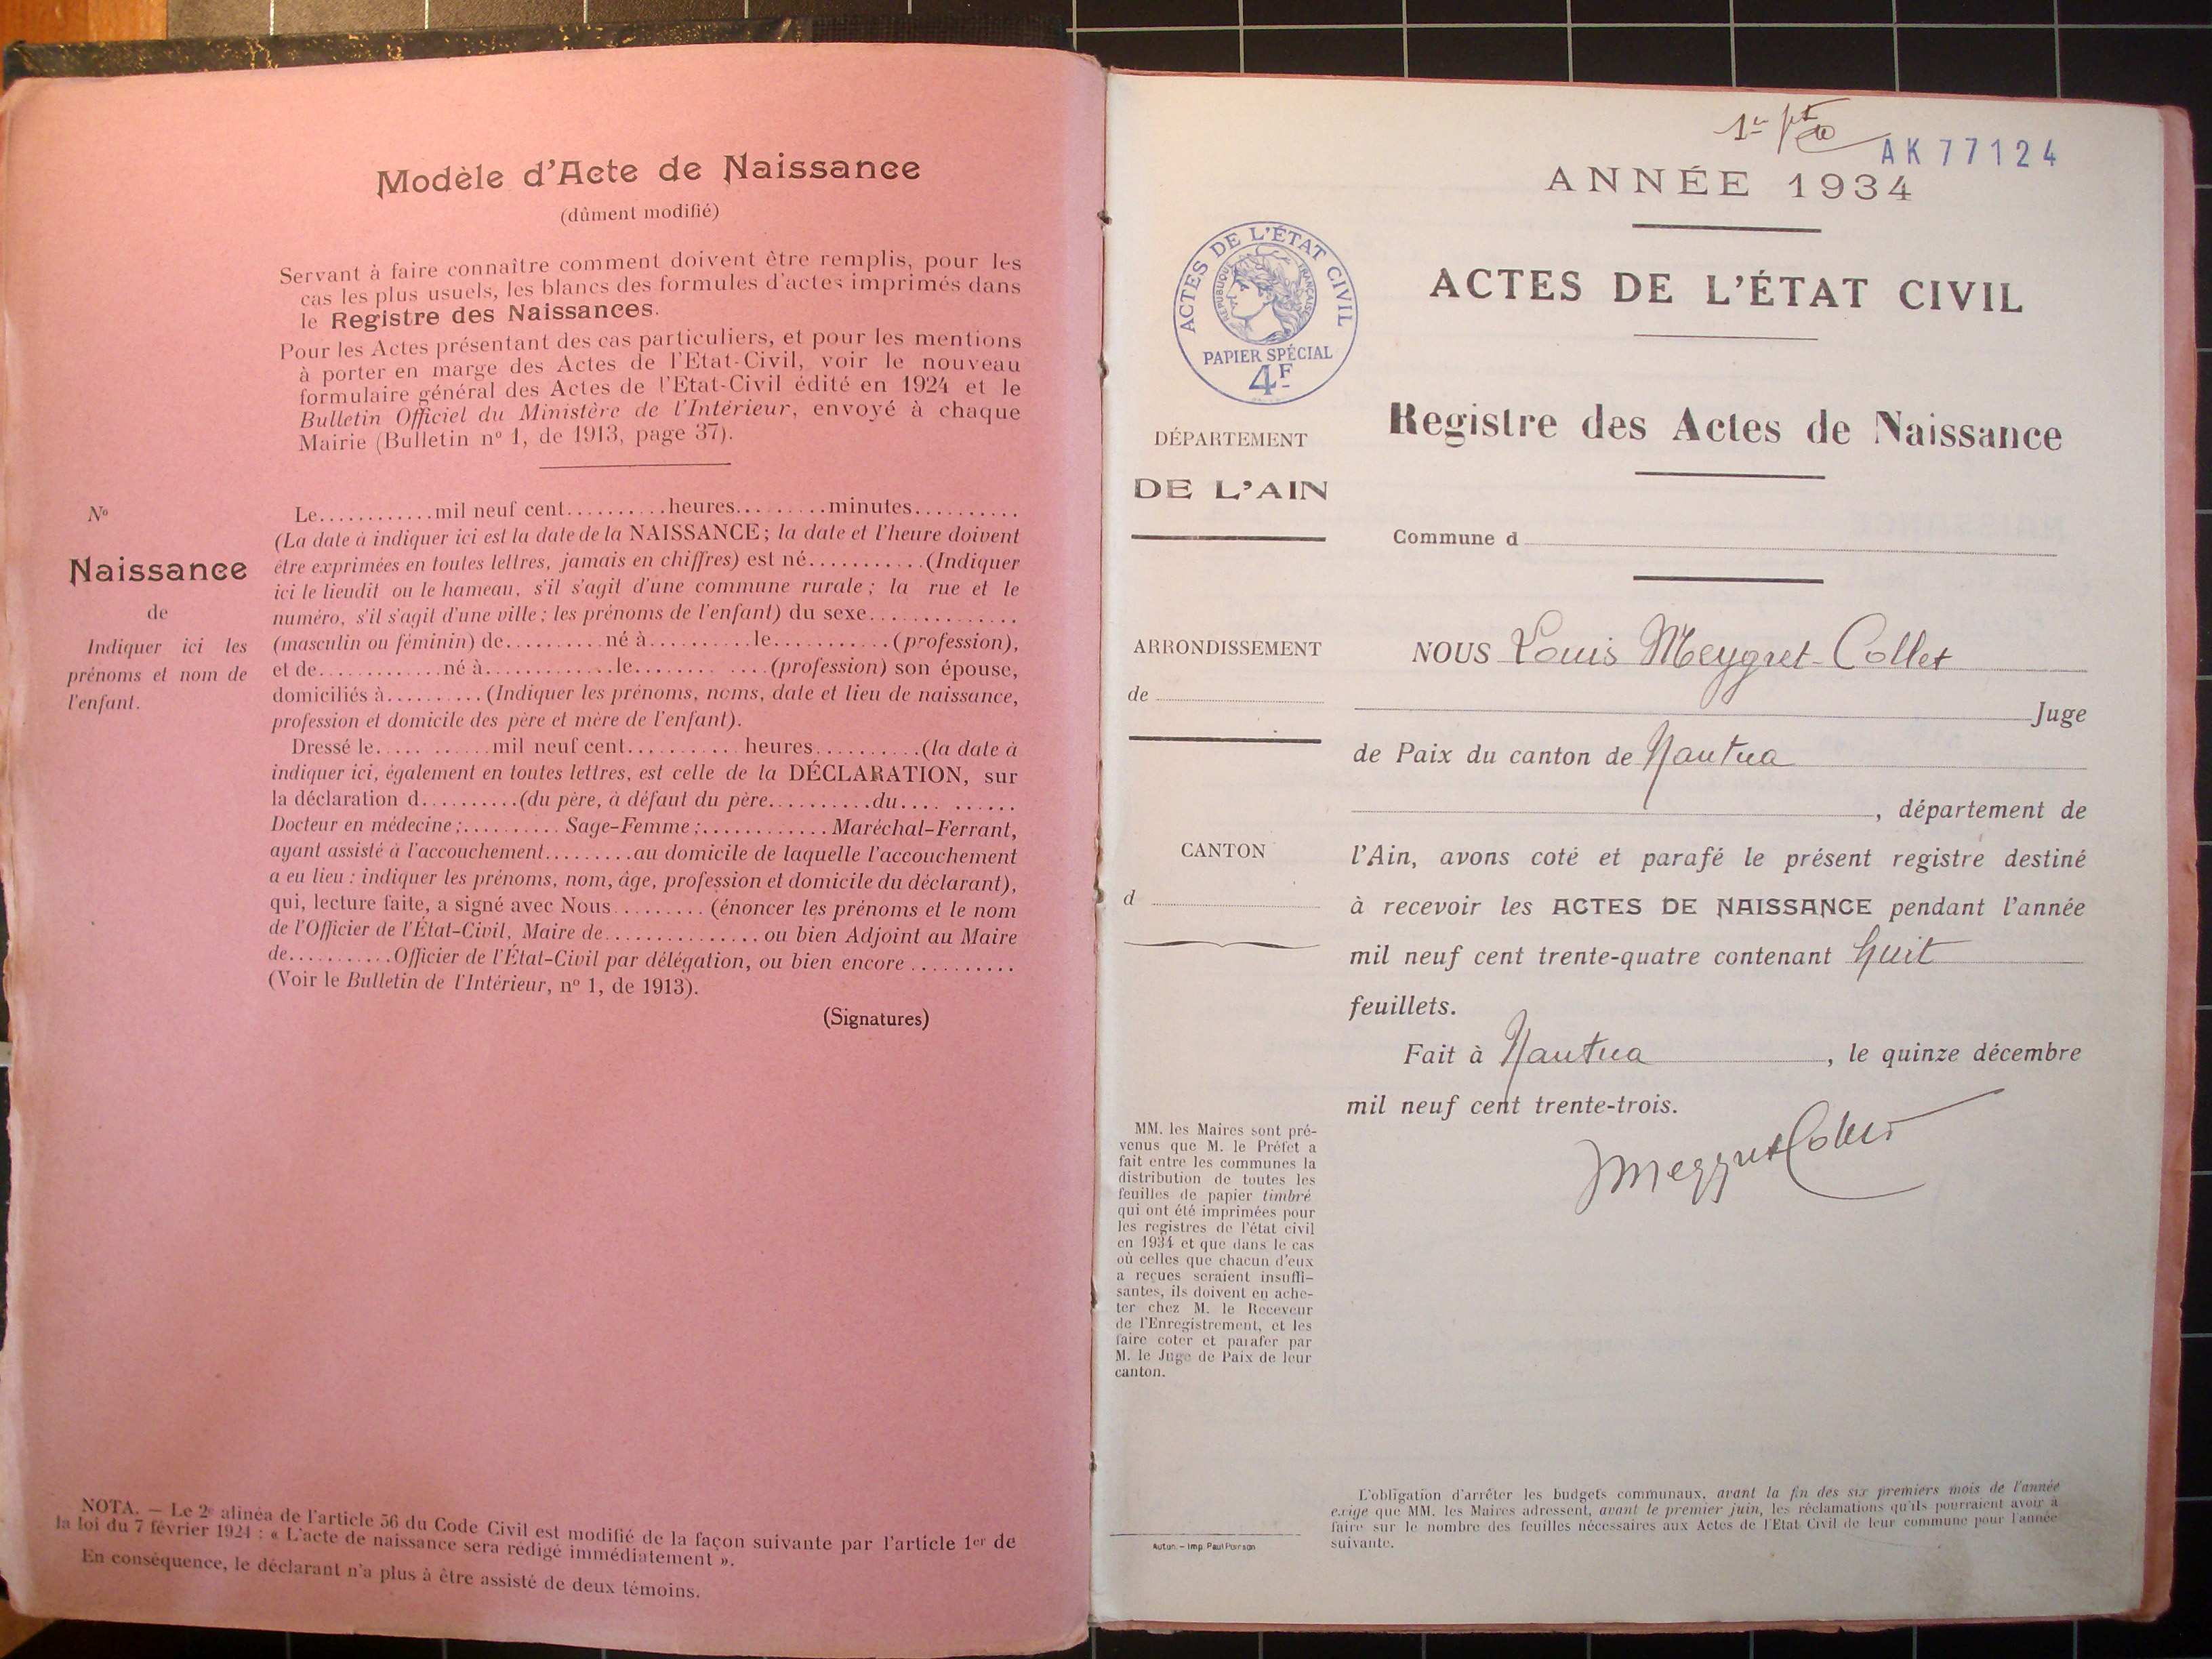 Modèle d'Acte de Naissance
(dûment modifié)
Servant à faire connaître comment doivent être remplis, pour les
cas les plus usuels, les blancs des formules d'actes imprimés dans
le Registre des Naissances.
Pour les Actes présentant des cas particuliers, et pour les mentions
à porter en marge des Actes de l'Etat-Civil, voir le nouveau
formulaire général des Actes de l'Etat-Civil édité en 1924 et le
Bulletin Officiel du Ministère de l'Intérieur, envoyé à chaque
Mairie (Bulletin nº 1, de 1913, page 37).
Nº
Naissance
de
Indiquer ici les
prénoms et nom de
l'enfant.
Le............mil neuf cent..........heures.........minutes..........
(La date à indiquer ici est la date de la NAISSANCE; la date et l'heure doivent
être exprimées en toutes lettres, jamais en chiffres) est né...........(Indiquer
ici le lieudit ou le hameau, s'il s'agit d'une commune rurale; la rue et le
numéro, s'il s'agit d'une ville; les prénoms de l'enfant) du sexe..............
(masculin ou féminin) de..........né à..........le...........(profession),
et de............né à............le.......... (profession) son épouse,
domiciliés à..........(Indiquer les prénoms, noms, date et lieu de naissance,
profession et domicile des père et mère de l'enfant).
Dressé le..... ......mil neuf cent........... heures..........(la date à
indiquer ici, également en toutes lettres, est celle de la DÉCLARATION, sur
la déclaration d..........(du père, à défaut du père..........du.... ......
Docteur en médecine;.......... Sage-Femme;............ Maréchal-Ferrant,
ayant assisté à l'accouchement.........au domicile de laquelle l'accouchement
a eu lieu : indiquer les prénoms, nom, âge, profession et domicile du déclarant),
qui, lecture faite, a signé avec Nous......... (énoncer les prénoms et le nom
de l'Officier de l'État-Civil, Maire de............... ou bien Adjoint au Maire
de...........Officier de l'État-Civil par délégation, ou bien encore ..........
(Voir le Bulletin de l'Intérieur, nº 1, de 1913).
(Signatures)
NOTA. — Le 2e alinéa de l'article 56 du Code Civil est modifié de la façon suivante par l'article 1er de
la loi du 7 février 1924 : « L'acte de naissance sera rédigé immédiatement ».
En conséquence, le déclarant n'a plus à être assisté de deux témoins.
AK 77124
ANNÉE 1934
ACTES DE L'ÉTAT CIVIL
RÉPUBLIQUE FRANÇAISE
PAPIER SPÉCIAL
4F
ACTES DE L'ÉTAT CIVIL
Registre des Actes de Naissance
DÉPARTEMENT
DE L'AIN
Commune d
ARRONDISSEMENT
de
CANTON
d
NOUS Louis Meygret-Collet
Juge
de Paix du canton de Nantua
, département de
l'Ain, avons coté et parafé le présent registre destiné
à recevoir les ACTES DE NAISSANCE pendant l'année
mil neuf cent trente-quatre contenant huit
feuillets.
Fait à Nantua, le quinze décembre
mil neuf cent trente-trois.
Meygret Collet
MM. les Maires sont pré-
venus que M. le Préfet a
fait entre les communes la
distribution de toutes les
feuilles de papier timbré
qui ont été imprimées pour
les registres de l'état civil
en 1934 et que dans le cas
où celles que chacun d'eux
a reçues seraient insuffi-
santes, ils doivent en ache-
ter chez M. le Receveur
de l'Enregistrement, et les
faire coter et parafer par
M. le Juge de Paix de leur
canton.
Autun. – Imp. Paul Poirson
L'obligation d'arrêter les budgets communaux, avant la fin des six premiers mois de l'année
exige que MM. les Maires adressent, avant le premier juin, les réclamations qu'ils pourraient avoir à
faire sur le nombre des feuilles nécessaires aux Actes de l'Etat Civil de leur commune pour l'année
suivante.